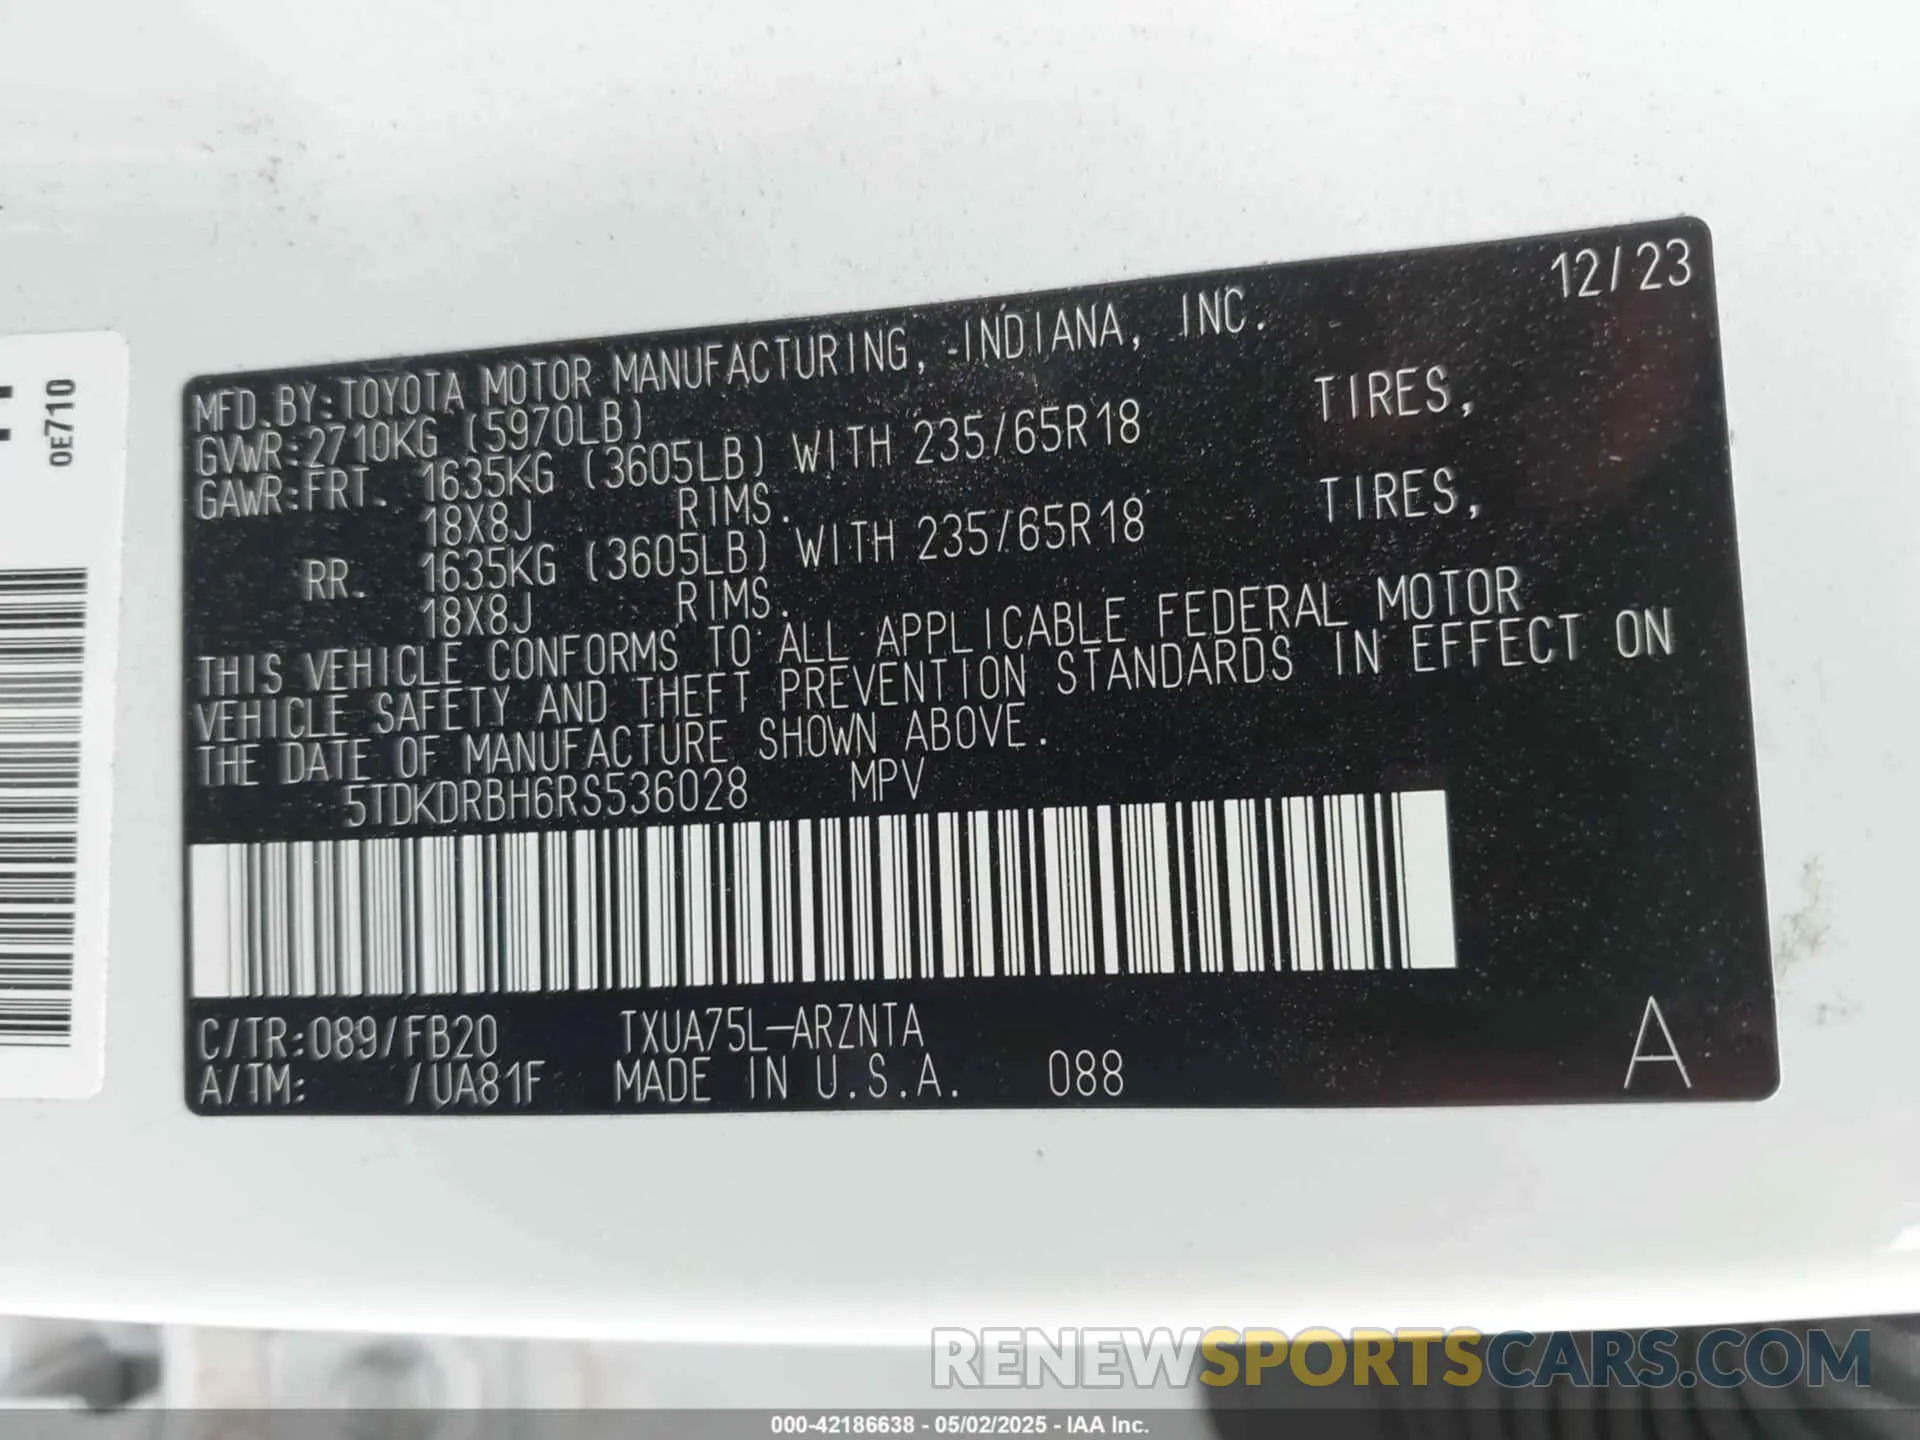 12/23
MFD.BY:TOYOTA MOTOR MANUFACTURING, INDIANA, INC.
GVWR:2710KG (5970LB)
GAWR:FRT. 1635KG (3605LB) WITH 235/65R18 TIRES,
18X8J RIMS.
RR. 1635KG (3605LB) WITH 235/65R18 TIRES,
18X8J RIMS.
THIS VEHICLE CONFORMS TO ALL APPLICABLE FEDERAL MOTOR
VEHICLE SAFETY AND THEFT PREVENTION STANDARDS IN EFFECT ON
THE DATE OF MANUFACTURE SHOWN ABOVE.
5TDKDRBH6RS536028 MPV
C/TR:089/FB20 TXUA75L-ARZNTA
A/TM: /UA81F MADE IN U.S.A. 088 A
0E710
RENEWSPORTSCARS.COM
000-42186638 - 05/02/2025 - IAA Inc.